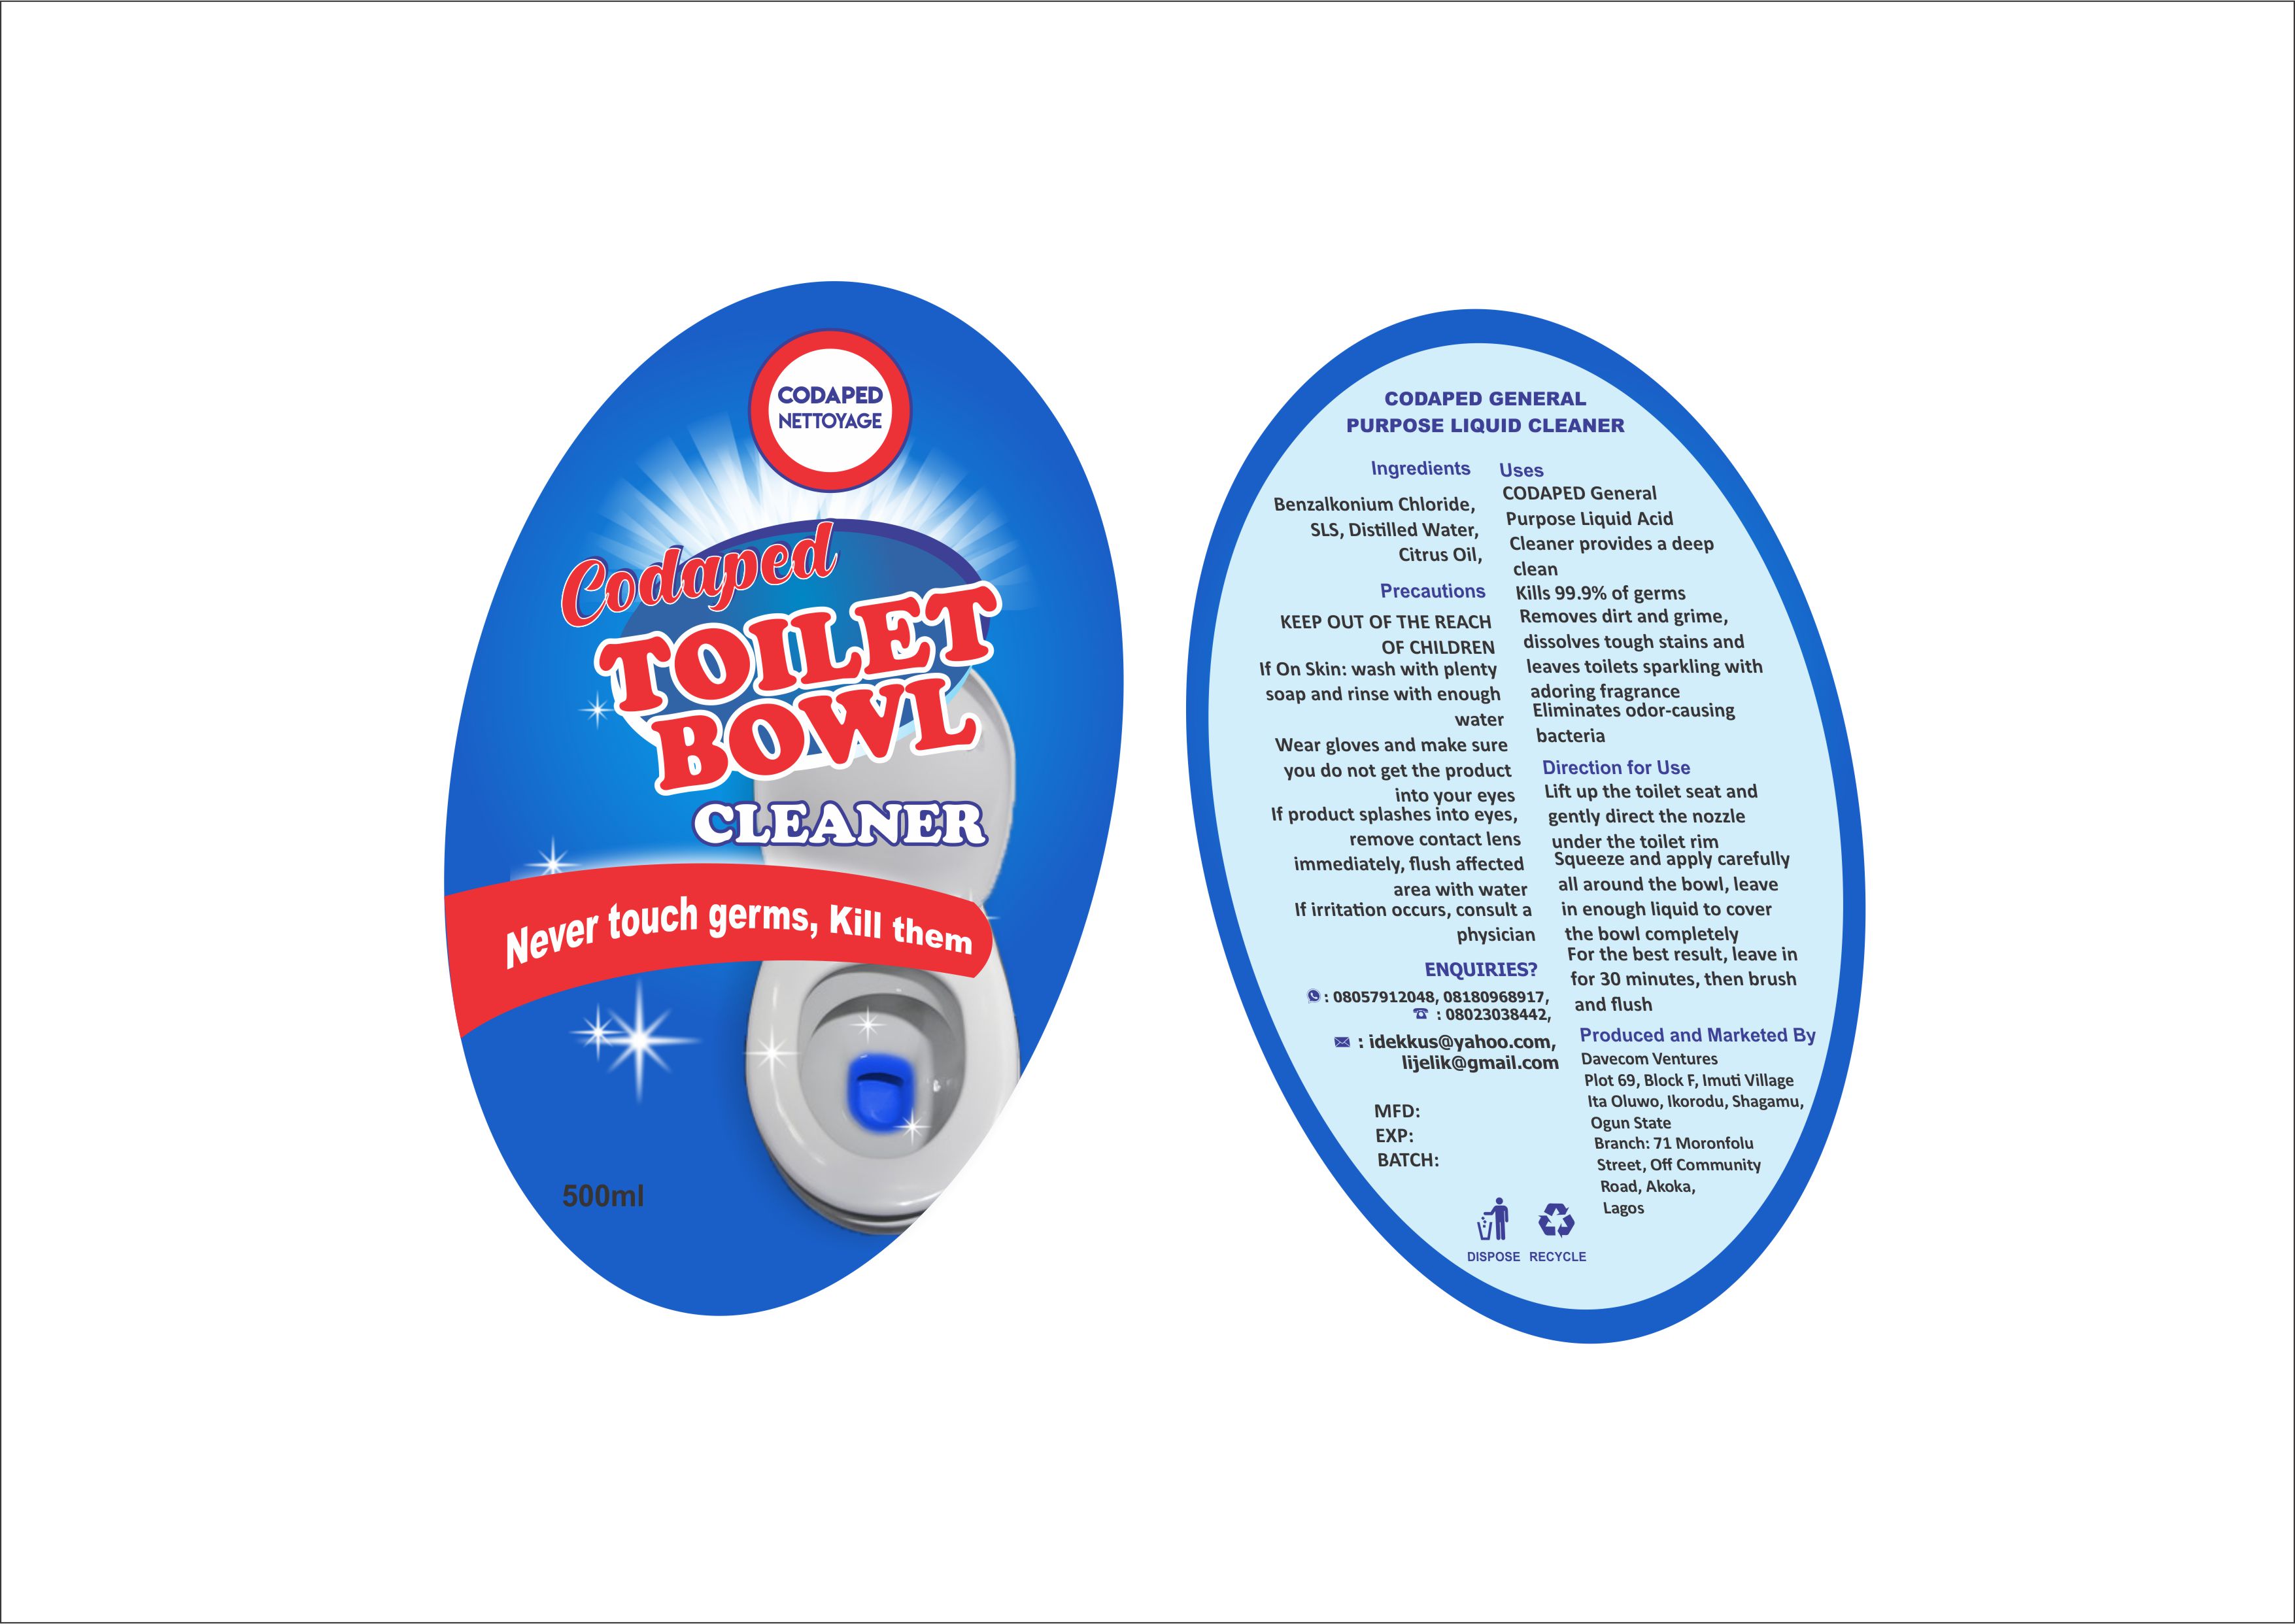 CODAPED
NETTOYAGE
Codaped
TOILET
BOWL
CLEANER
Never touch germs, Kill them
500ml
CODAPED GENERAL
PURPOSE LIQUID CLEANER
Ingredients
Benzalkonium Chloride,
SLS, Distilled Water,
Citrus Oil,
Precautions
KEEP OUT OF THE REACH
OF CHILDREN
If On Skin: wash with plenty
soap and rinse with enough
water
Wear gloves and make sure
you do not get the product
into your eyes
If product splashes into eyes,
remove contact lens
immediately, flush affected
area with water
If irritation occurs, consult a
physician
ENQUIRIES?
: 08057912048, 08180968917,
: 08023038442,
: idekkus@yahoo.com,
lijelik@gmail.com
MFD:
EXP:
BATCH:
Uses
CODAPED General
Purpose Liquid Acid
Cleaner provides a deep
clean
Kills 99.9% of germs
Removes dirt and grime,
dissolves tough stains and
leaves toilets sparkling with
adoring fragrance
Eliminates odor-causing
bacteria
Direction for Use
Lift up the toilet seat and
gently direct the nozzle
under the toilet rim
Squeeze and apply carefully
all around the bowl, leave
in enough liquid to cover
the bowl completely
For the best result, leave in
for 30 minutes, then brush
and flush
Produced and Marketed By
Davecom Ventures
Plot 69, Block F, Imuti Village
Ita Oluwo, Ikorodu, Shagamu,
Ogun State
Branch: 71 Moronfolu
Street, Off Community
Road, Akoka,
Lagos
DISPOSE RECYCLE